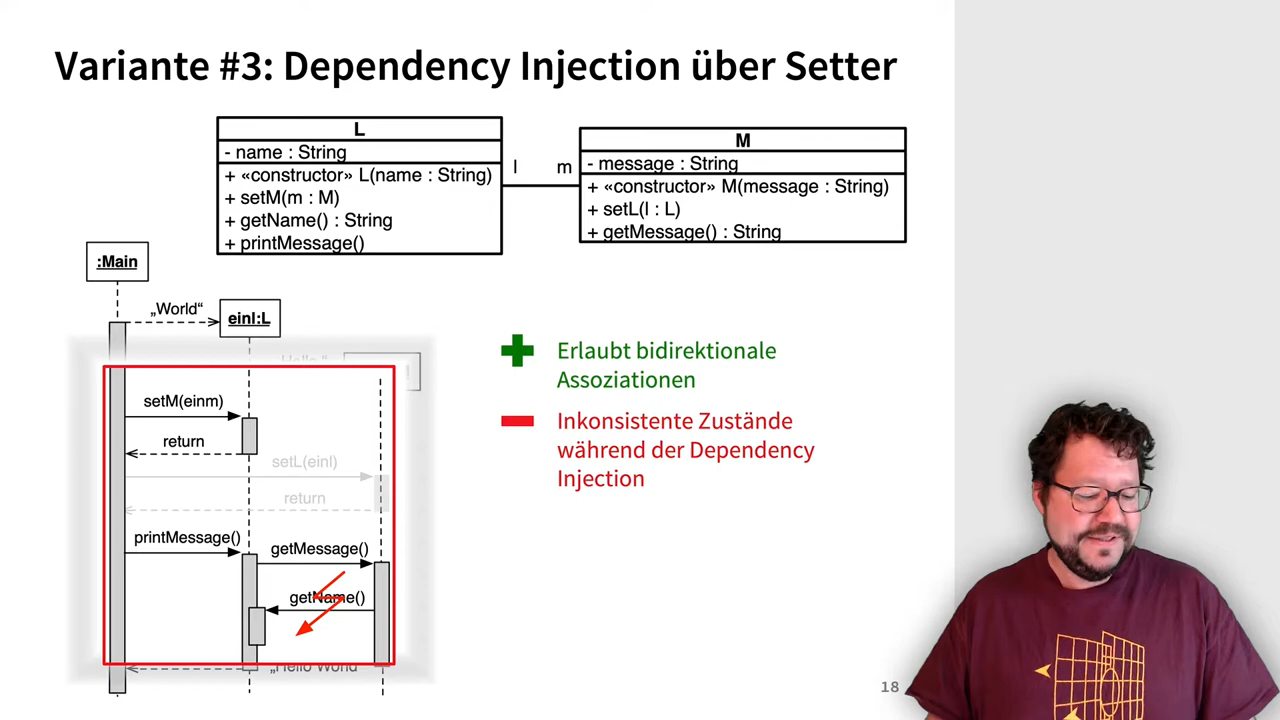 Variante #3: Dependency Injection über Setter
L
- name : String
+ «constructor» L(name : String)
+ setM(m : M)
+ getName() : String
+ printMessage()
l
m
M
- message : String
+ «constructor» M(message : String)
+ setL(l : L)
+ getMessage() : String
:Main
„World“
einl:L
setM(einm)
return
setL(einl)
return
printMessage()
getMessage()
getName()
„Hello World
Erlaubt bidirektionale
Assoziationen
Inkonsistente Zustände
während der Dependency
Injection
18